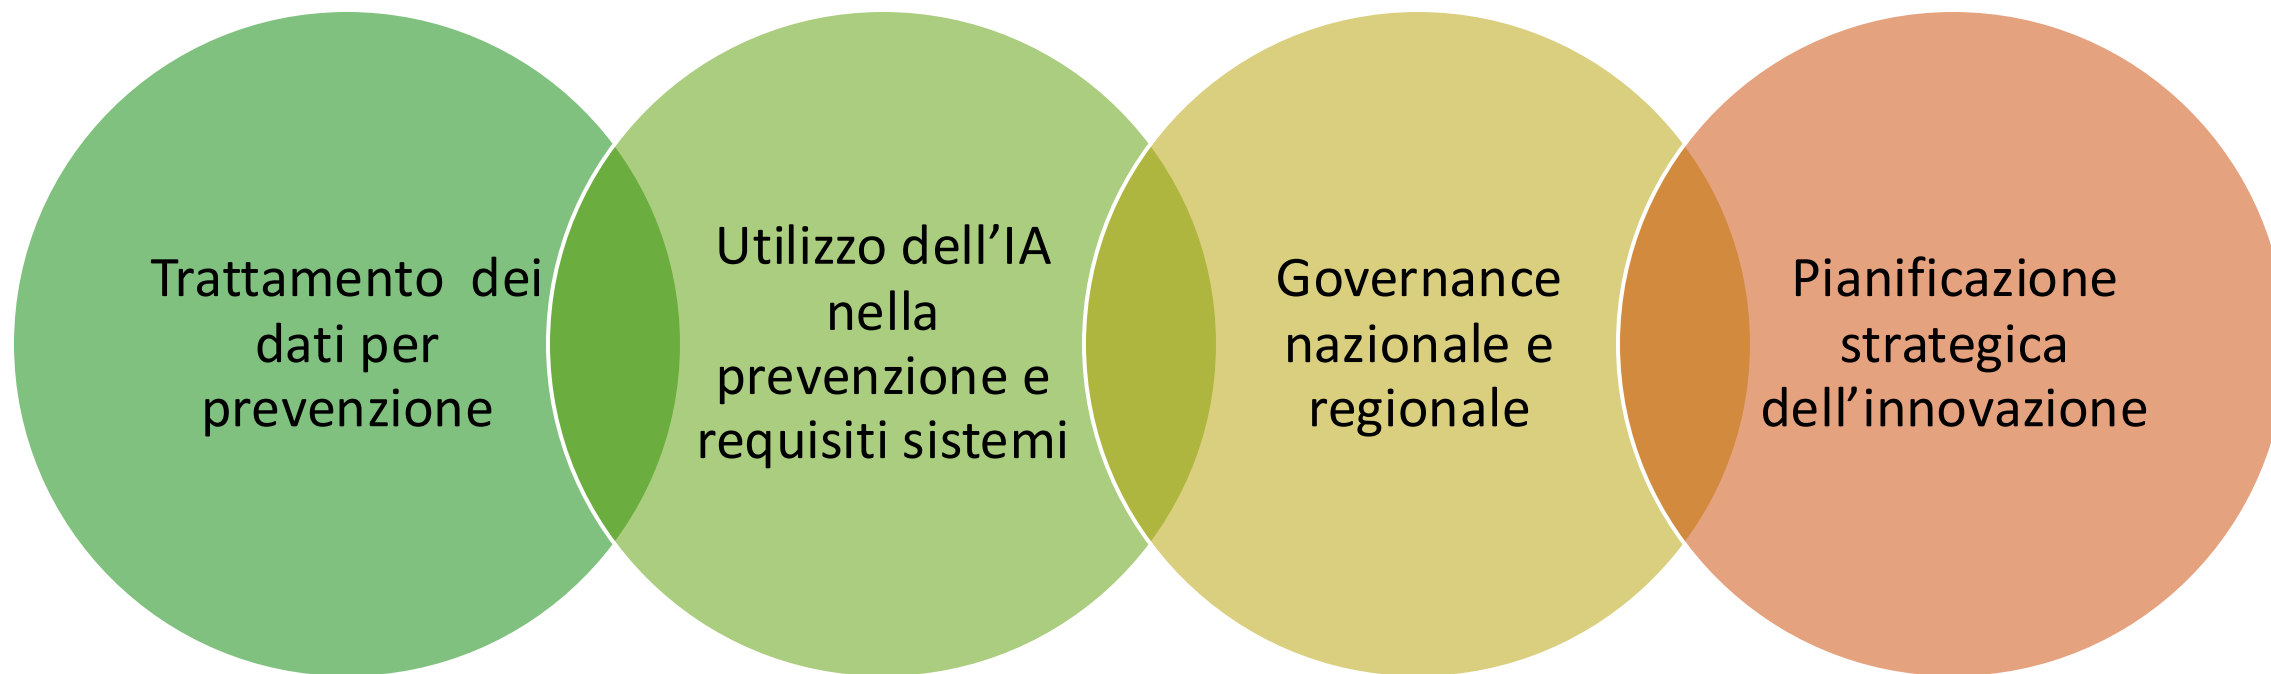 Trattamento  dei
dati per
prevenzione
Utilizzo dell’IA
nella
prevenzione e
requisiti sistemi
Governance
nazionale e
regionale
Pianificazione
strategica
dell’innovazione